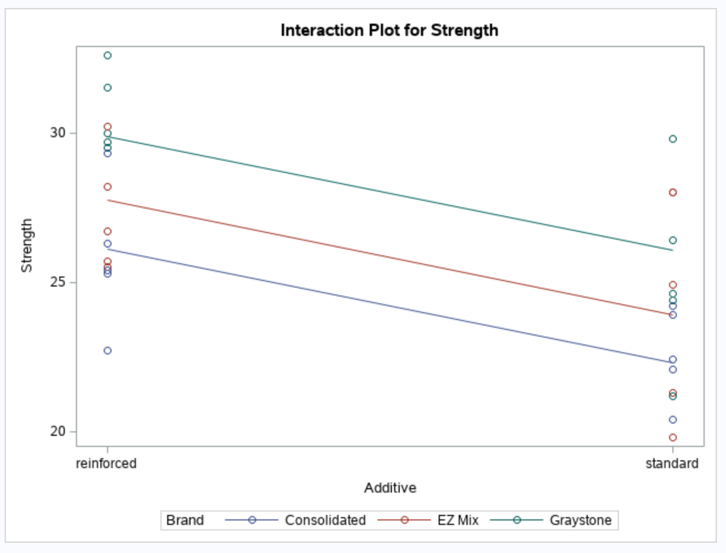 Interaction Plot for Strength
30
25
20
Strength
reinforced standard
Additive
Brand Consolidated EZ Mix Graystone